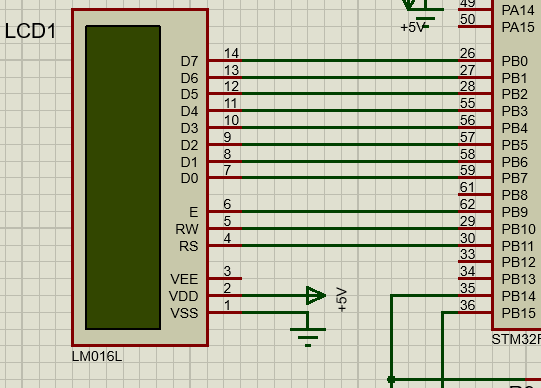 49 PA14
50 PA15
+5V
LCD1
D7 14 26 PB0
D6 13 27 PB1
D5 12 28 PB2
D4 11 55 PB3
D3 10 56 PB4
D2 9 57 PB5
D1 8 58 PB6
D0 7 59 PB7
61 PB8
E 6 62 PB9
RW 5 29 PB10
RS 4 30 PB11
33 PB12
VEE 3 34 PB13
VDD 2 +5V 35 PB14
VSS 1 36 PB15
LM016L